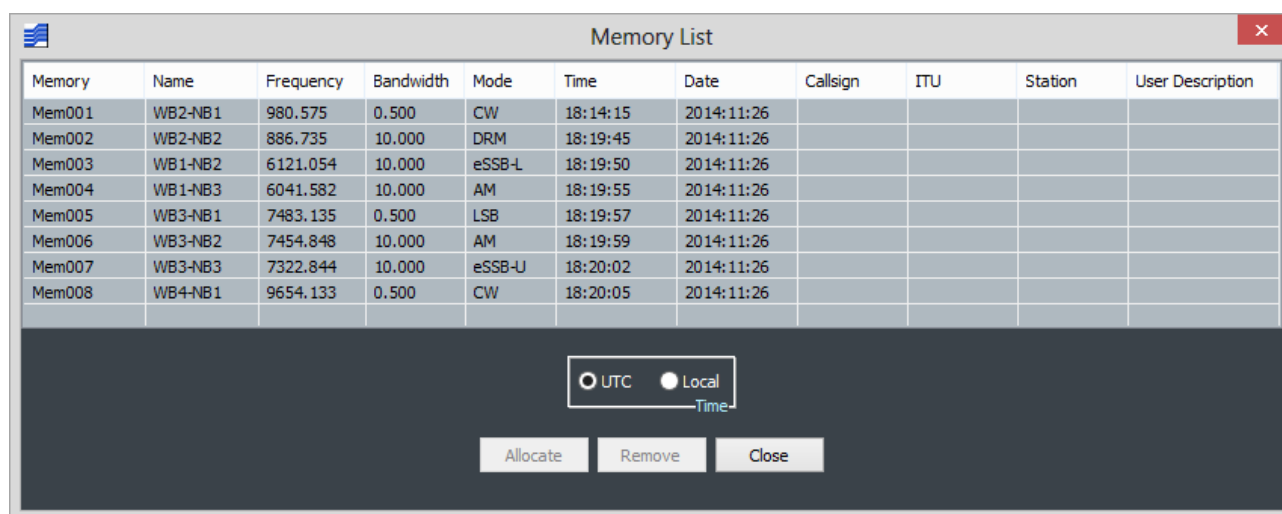 Memory List
Memory Name Frequency Bandwidth Mode Time Date Callsign ITU Station User Description
Mem001 WB2-NB1 980.575 0.500 CW 18:14:15 2014:11:26
Mem002 WB2-NB2 886.735 10.000 DRM 18:19:45 2014:11:26
Mem003 WB1-NB2 6121.054 10.000 eSSB-L 18:19:50 2014:11:26
Mem004 WB1-NB3 6041.582 10.000 AM 18:19:55 2014:11:26
Mem005 WB3-NB1 7483.135 0.500 LSB 18:19:57 2014:11:26
Mem006 WB3-NB2 7454.848 10.000 AM 18:19:59 2014:11:26
Mem007 WB3-NB3 7322.844 10.000 eSSB-U 18:20:02 2014:11:26
Mem008 WB4-NB1 9654.133 0.500 CW 18:20:05 2014:11:26
UTC Local
Time
Allocate Remove Close